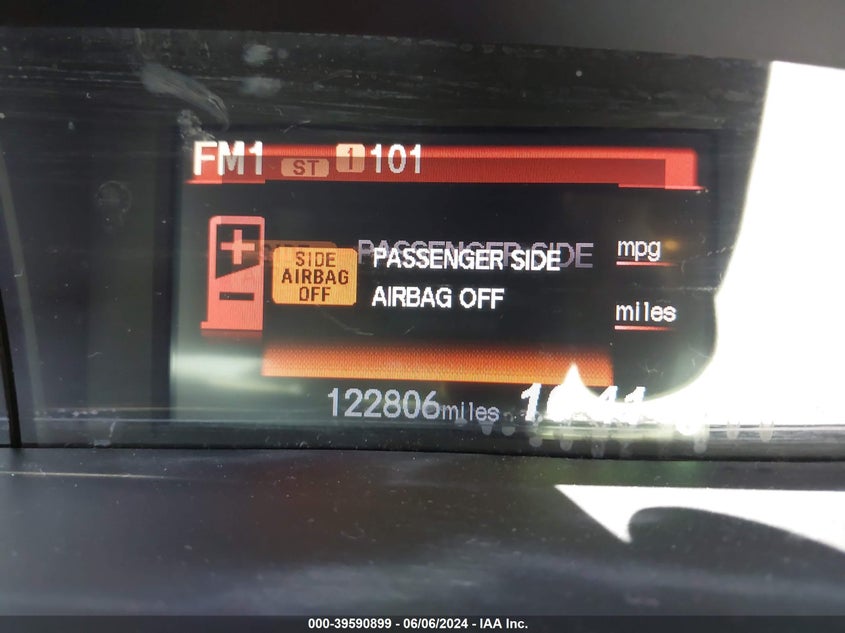 FM1 ST 1 101
SIDE
AIRBAG
OFF
PASSENGER SIDE
AIRBAG OFF
mpg
miles
122806miles
000-39590899 - 06/06/2024 - IAA Inc.